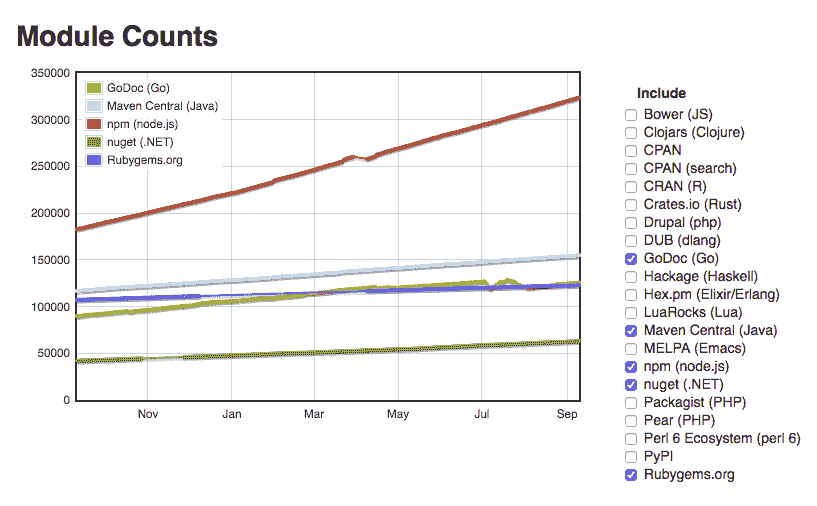 Module Counts
350000
300000
250000
200000
150000
100000
50000
0
GoDoc (Go)
Maven Central (Java)
npm (node.js)
nuget (.NET)
Rubygems.org
Nov Jan Mar May Jul Sep
Include
Bower (JS)
Clojars (Clojure)
CPAN
CPAN (search)
CRAN (R)
Crates.io (Rust)
Drupal (php)
DUB (dlang)
GoDoc (Go)
Hackage (Haskell)
Hex.pm (Elixir/Erlang)
LuaRocks (Lua)
Maven Central (Java)
MELPA (Emacs)
npm (node.js)
nuget (.NET)
Packagist (PHP)
Pear (PHP)
Perl 6 Ecosystem (perl 6)
PyPI
Rubygems.org